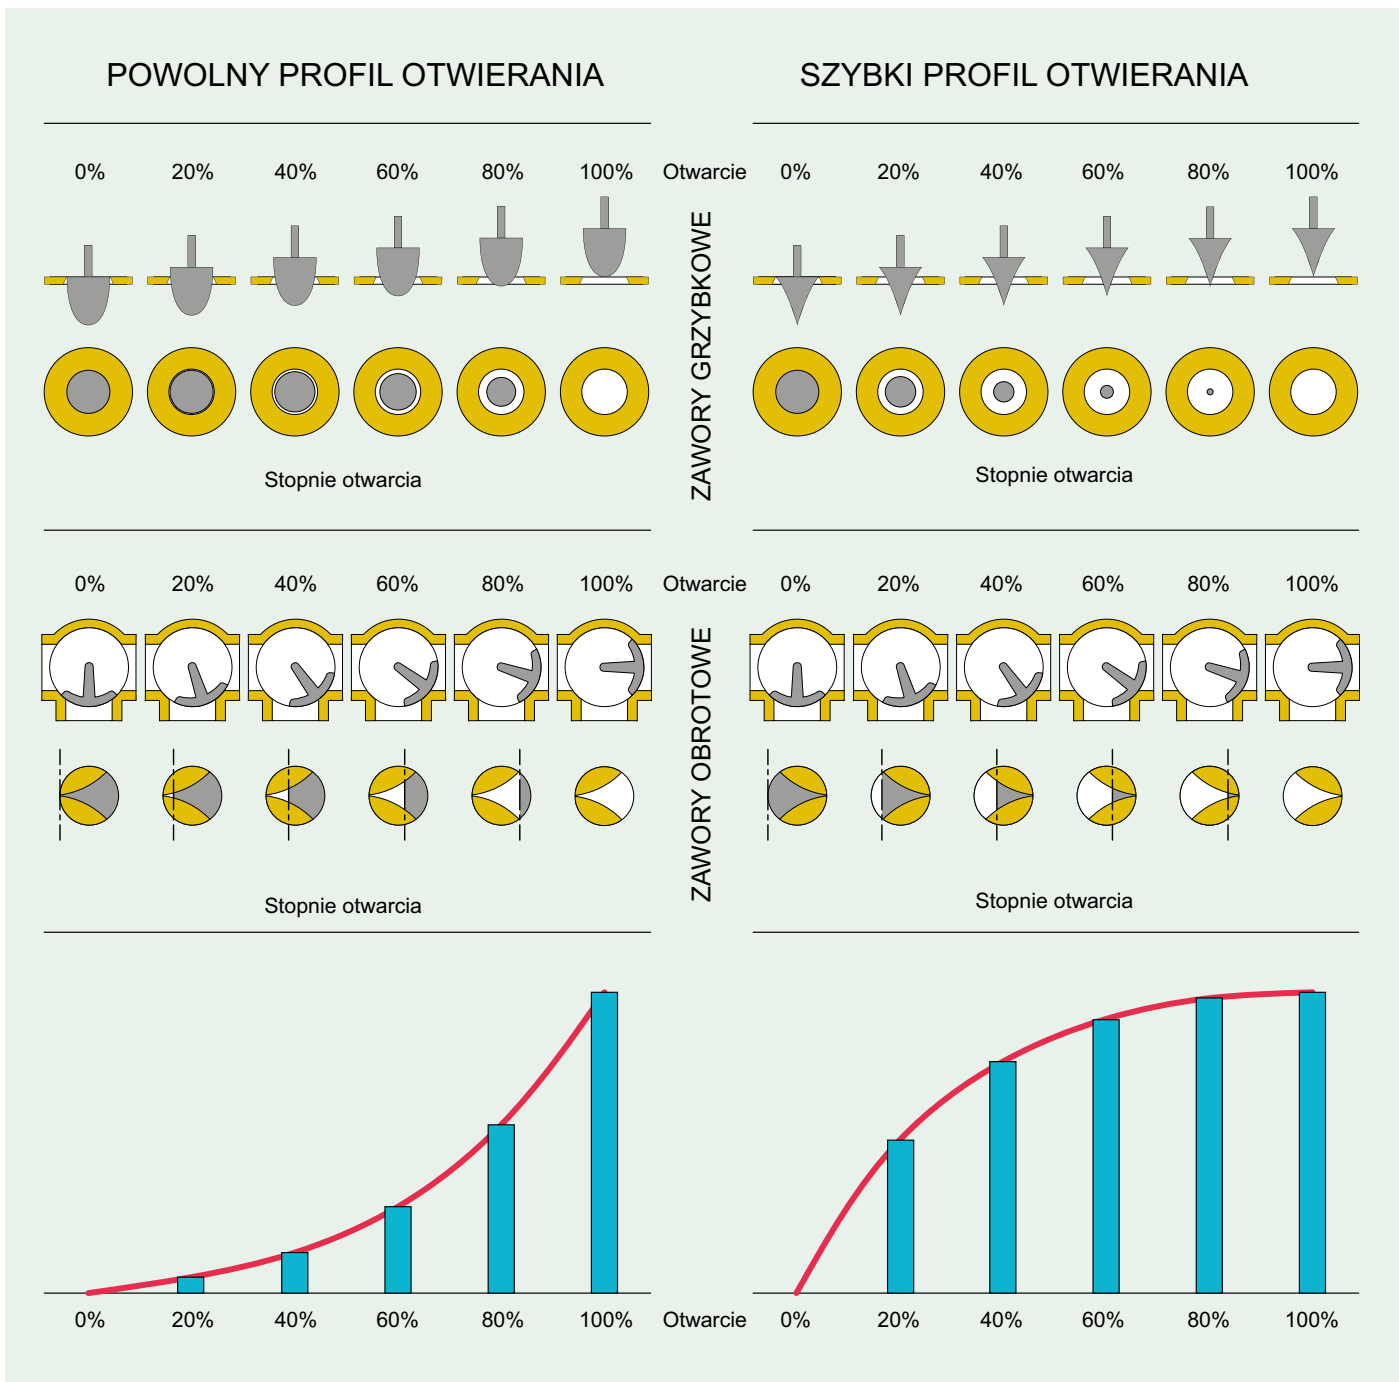 POWOLNY PROFIL OTWIERANIA
SZYBKI PROFIL OTWIERANIA
0% 20% 40% 60% 80% 100% Otwarcie 0% 20% 40% 60% 80% 100%
ZAWORY GRZYBKOWE
Stopnie otwarcia
Stopnie otwarcia
0% 20% 40% 60% 80% 100% Otwarcie 0% 20% 40% 60% 80% 100%
ZAWORY OBROTOWE
Stopnie otwarcia
Stopnie otwarcia
0% 20% 40% 60% 80% 100% Otwarcie 0% 20% 40% 60% 80% 100%